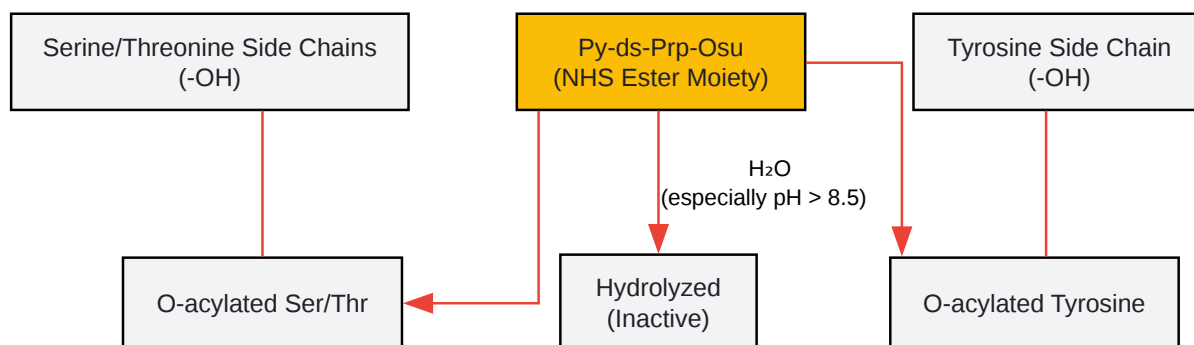 Serine/Threonine Side Chains
(-OH)
Py-ds-Prp-Osu
(NHS Ester Moiety)
Tyrosine Side Chain
(-OH)
H₂O
(especially pH > 8.5)
O-acylated Ser/Thr
Hydrolyzed
(Inactive)
O-acylated Tyrosine